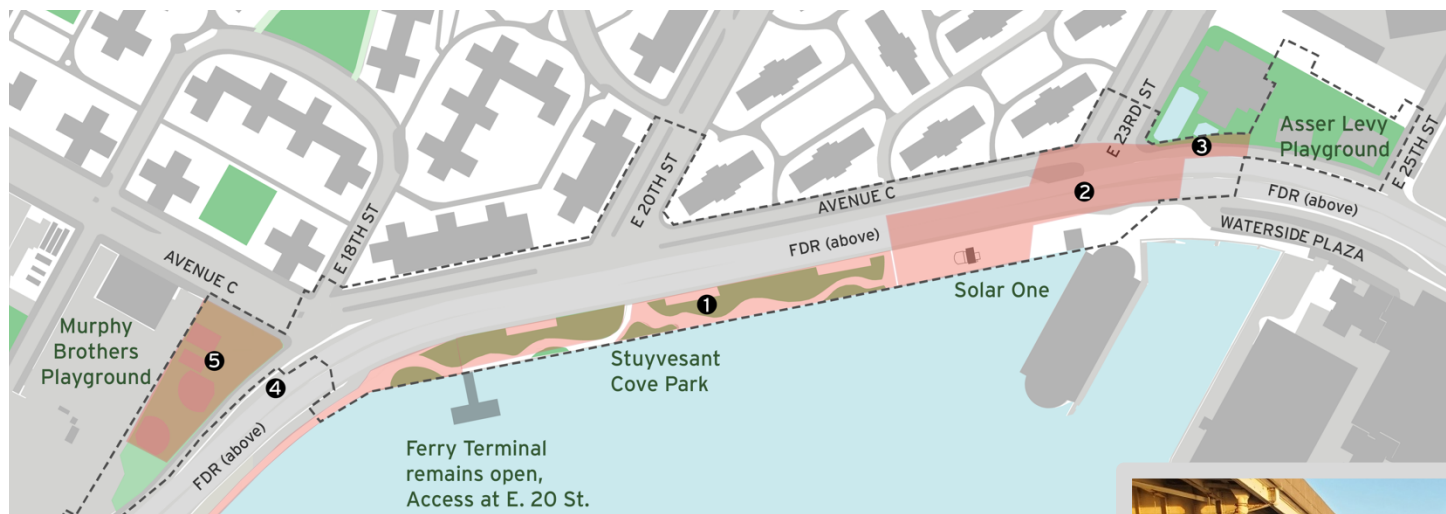 E 23RD ST
Asser Levy
Playground
E 25TH ST
3
2
FDR (above)
WATERSIDE PLAZA
AVENUE C
E 20TH ST
FDR (above)
E 18TH ST
AVENUE C
Solar One
1
Stuyvesant
Cove Park
Murphy
Brothers
Playground
5
4
FDR (above)
Ferry Terminal
remains open,
Access at E. 20 St.